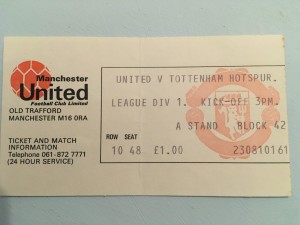 Manchester
United
Football Club Limited
OLD TRAFFORD
MANCHESTER M16 0RA
TICKET AND MATCH
INFORMATION
Telephone 061-872 7771
(24 HOUR SERVICE)
UNITED V TOTTENHAM HOTSPUR.
LEAGUE DIV 1. KICK-OFF 3PM.
A STAND BLOCK 42
ROW SEAT
10 48 £1.00 230810161